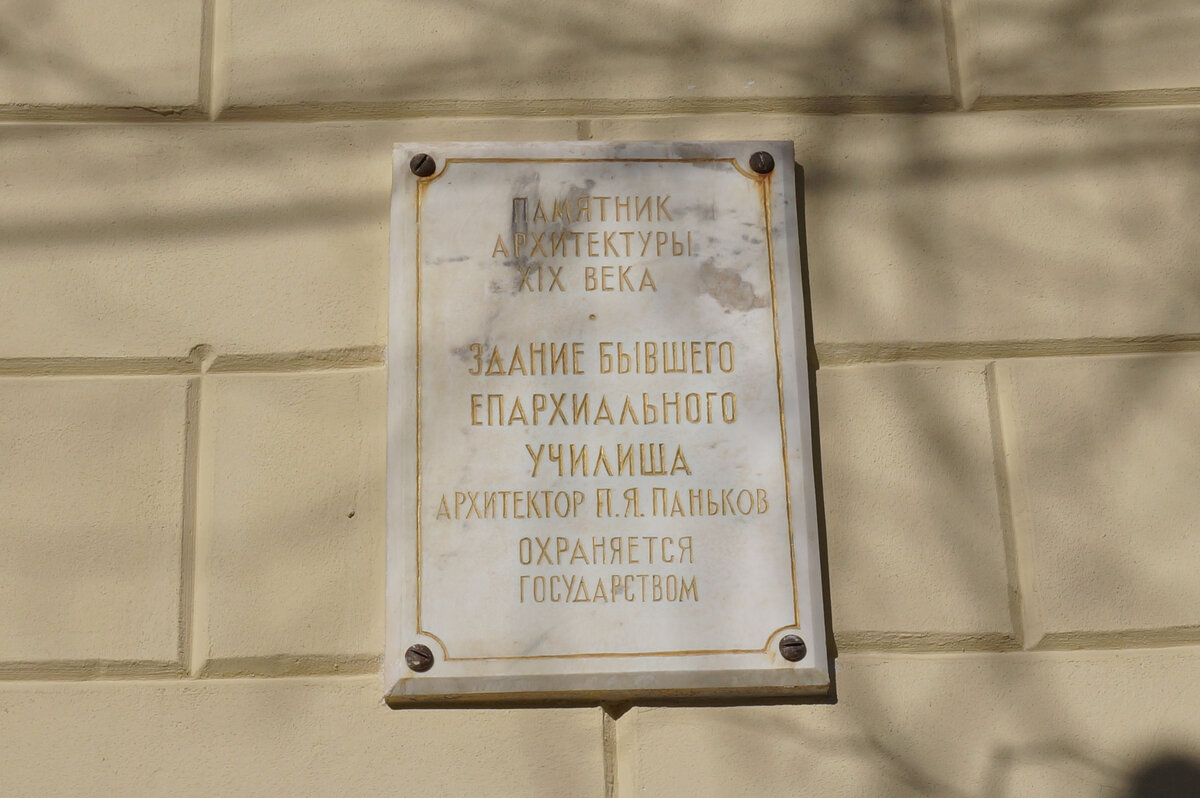 ПАМЯТНИК
АРХИТЕКТУРЫ
XIX ВЕКА
ЗДАНИЕ БЫВШЕГО
ЕПАРХИАЛЬНОГО
УЧИЛИЩА
АРХИТЕКТОР П.Я. ПАНЬКОВ
ОХРАНЯЕТСЯ
ГОСУДАРСТВОМ